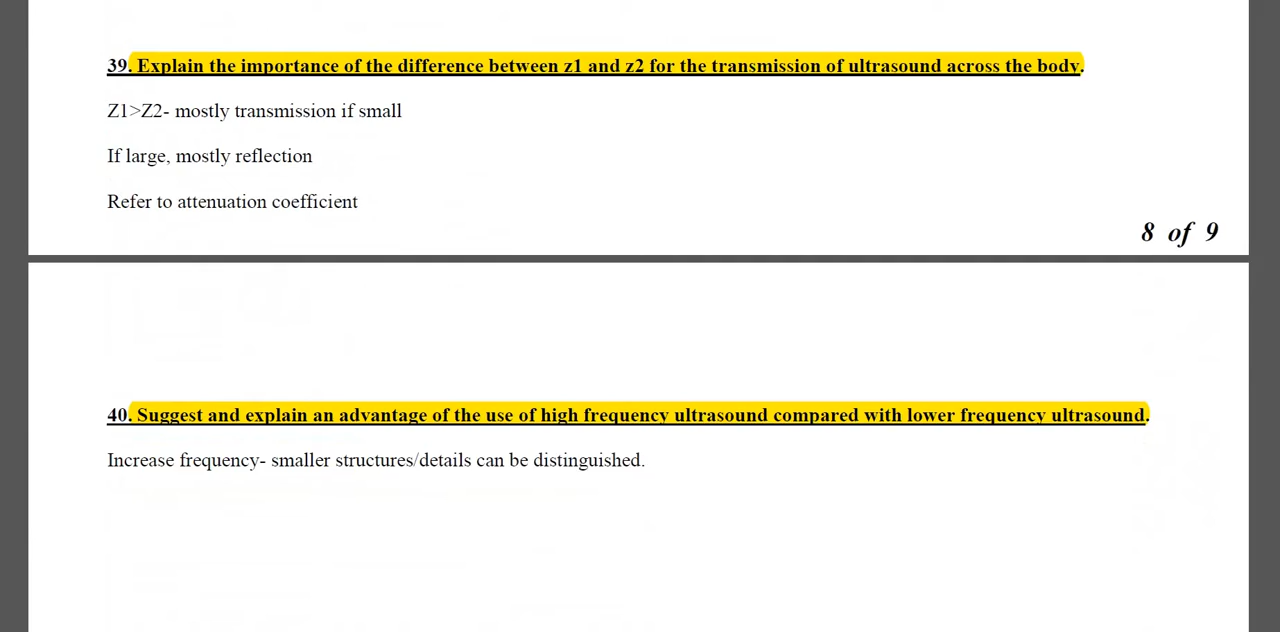 39. Explain the importance of the difference between z1 and z2 for the transmission of ultrasound across the body.
Z1>Z2- mostly transmission if small
If large, mostly reflection
Refer to attenuation coefficient
8 of 9
40. Suggest and explain an advantage of the use of high frequency ultrasound compared with lower frequency ultrasound.
Increase frequency- smaller structures/details can be distinguished.